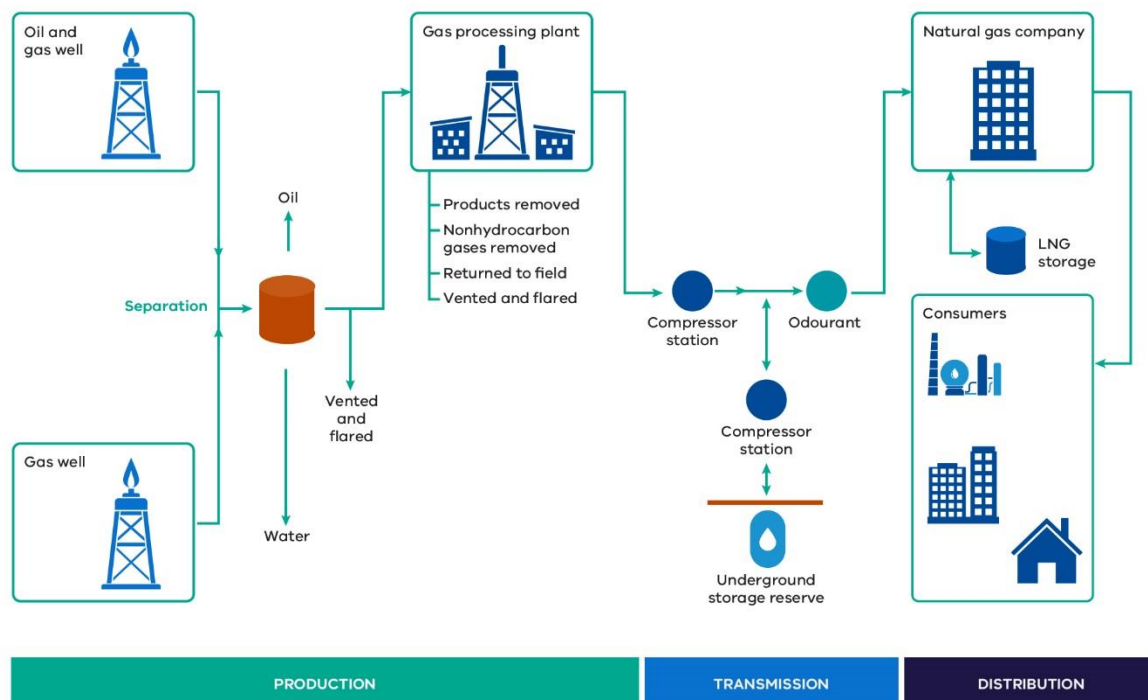 Oil and
gas well
Gas processing plant
Natural gas company
Products removed
Nonhydrocarbon
gases removed
Returned to field
Vented and flared
Oil
Separation
Vented
and
flared
Gas well
Water
Compressor
station
Odourant
Compressor
station
Underground
storage reserve
LNG
storage
Consumers
PRODUCTION
TRANSMISSION
DISTRIBUTION